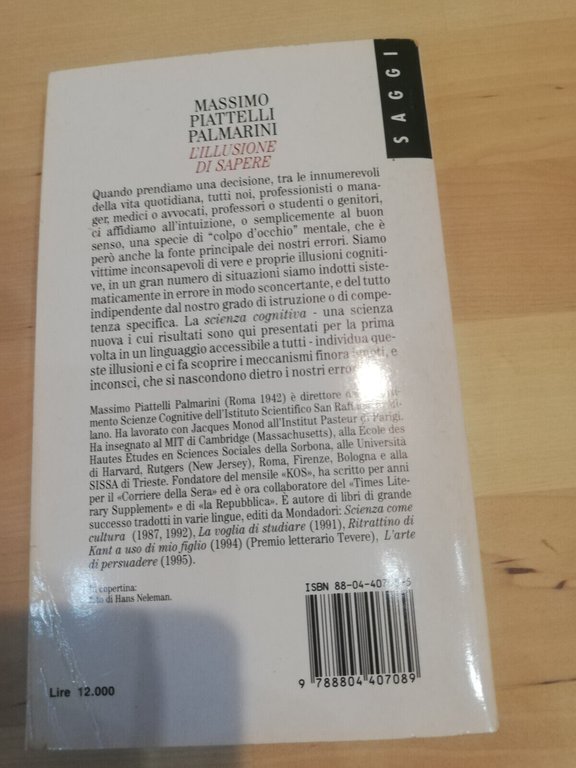 SAGGI
MASSIMO
PIATTELLI
PALMARINI
L'ILLUSIONE
DI SAPERE
Quando prendiamo una decisione, tra le innumerevoli
della vita quotidiana, tutti noi, professionisti o mana-
ger, medici o avvocati, professori o studenti o genitori,
ci affidiamo all'intuizione, o semplicemente al buon
senso, una specie di "colpo d'occhio" mentale, che è
però anche la fonte principale dei nostri errori. Siamo
vittime inconsapevoli di vere e proprie illusioni cogniti-
ve, in un gran numero di situazioni siamo indotti siste-
maticamente in errore in modo sconcertante, e del tutto
indipendente dal nostro grado di istruzione o di compe-
tenza specifica. La scienza cognitiva - una scienza
nuova i cui risultati sono qui presentati per la prima
volta in un linguaggio accessibile a tutti - individua que-
ste illusioni e ci fa scoprire i meccanismi finora e
inconsci, che si nascondono dietro i nostri
Massimo Piattelli Palmarini (Roma 1942) è direttore
mento Scienze Cognitive dell'Istituto Scientifico San
lano. Ha lavorato con Jacques Monod all'Institut Pasteur di Parigi.
Ha insegnato al MIT di Cambridge (Massachusetts), alla École des
Hautes Études en Sciences Sociales della Sorbona, alle Università
di Harvard, Rutgers (New Jersey), Roma, Firenze, Bologna e alla
SISSA di Trieste. Fondatore del mensile «KOS», ha scritto per anni
per il «Corriere della Sera» ed è ora collaboratore del «Times Lite-
rary Supplement» e di «la Repubblica». È autore di libri di grande
successo tradotti in varie lingue, editi da Mondadori: Scienza come
cultura (1987, 1992), La voglia di studiare (1991), Ritrattino di
Kant a uso di mio figlio (1994) (Premio letterario Tevere), L'arte
di persuadere (1995).
copertina:
di Hans Neleman.
ISBN 88-04-
9 788804 407089
Lire 12.000